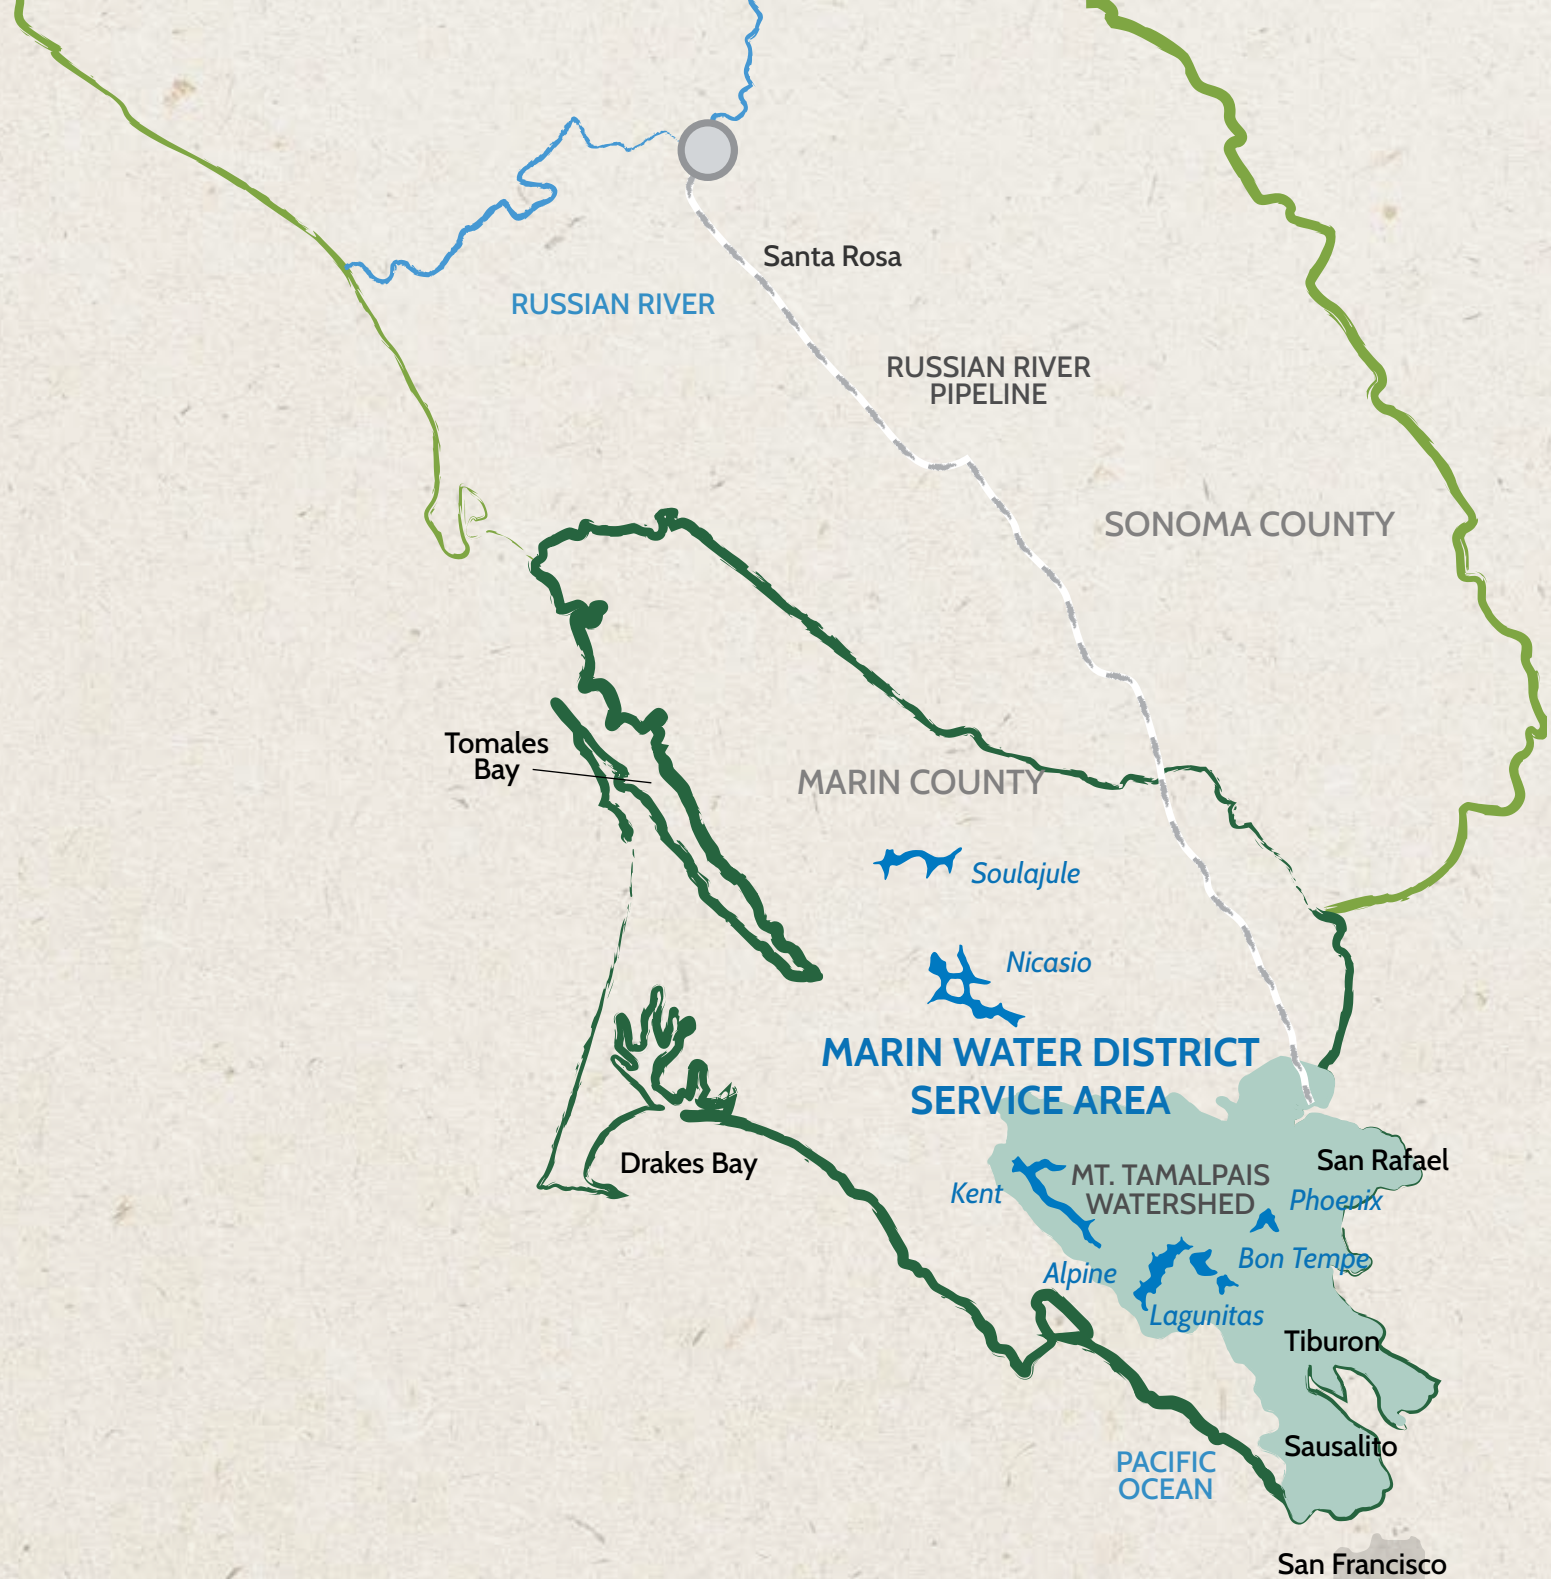 Santa Rosa
RUSSIAN RIVER
RUSSIAN RIVER
PIPELINE
SONOMA COUNTY
Tomales
Bay
MARIN COUNTY
Soulajule
Nicasio
MARIN WATER DISTRICT
SERVICE AREA
Drakes Bay
San Rafael
MT. TAMALPAIS
WATERSHED
Kent
Phoenix
Bon Tempe
Alpine
Lagunitas
Tiburon
Sausalito
PACIFIC
OCEAN
San Francisco